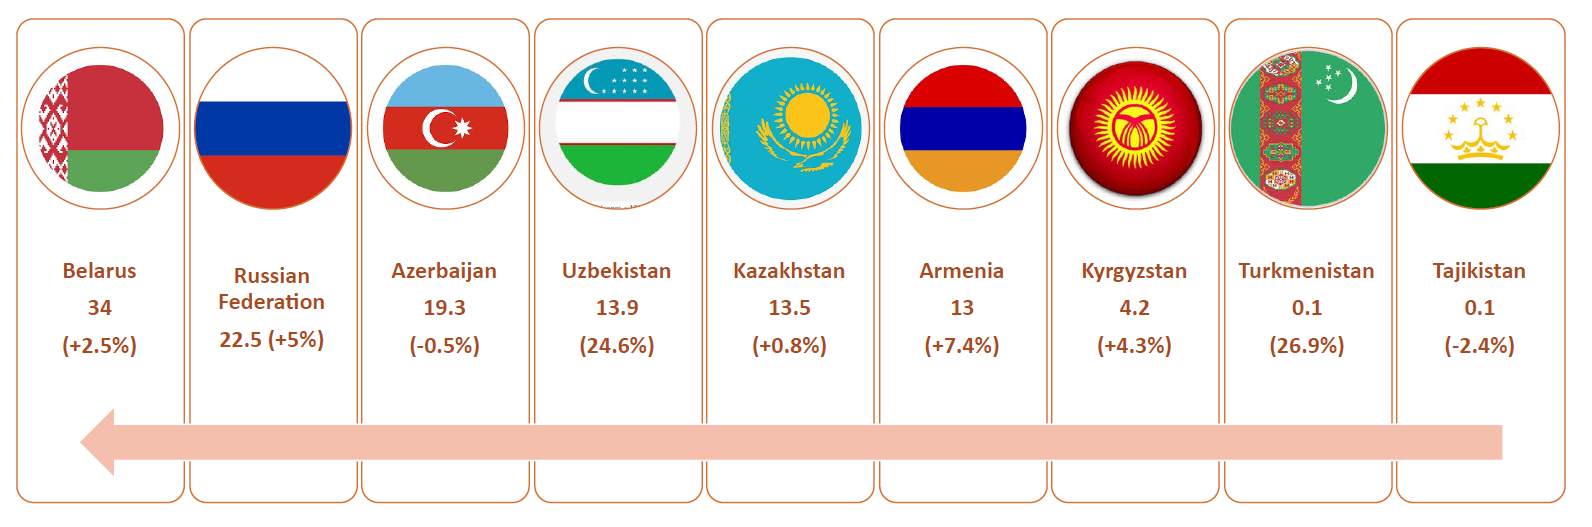 Belarus
34
(+2.5%)
Russian
Federation
22.5 (+5%)
Azerbaijan
19.3
(-0.5%)
Uzbekistan
13.9
(24.6%)
Kazakhstan
13.5
(+0.8%)
Armenia
13
(+7.4%)
Kyrgyzstan
4.2
(+4.3%)
Turkmenistan
0.1
(26.9%)
Tajikistan
0.1
(-2.4%)